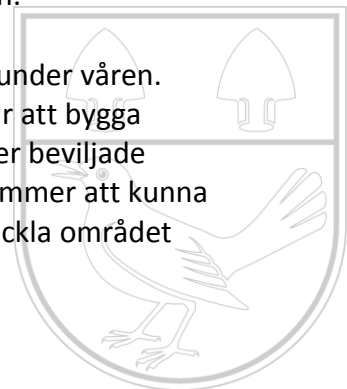 under våren.
r att bygga
er beviljade
mmer att kunna
ckla området